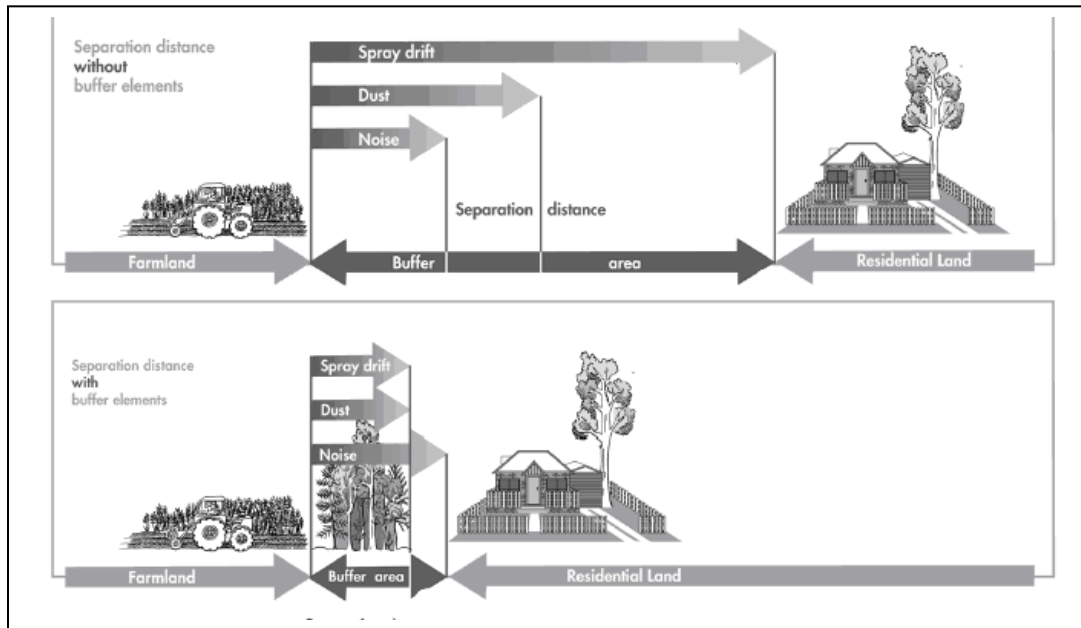 Separation distance
without
buffer elements
Spray drift
Dust
Noise
Separation distance
Farmland
Buffer area
Residential Land
Separation distance
with
buffer elements
Spray drift
Dust
Noise
Farmland
Buffer area
Residential Land